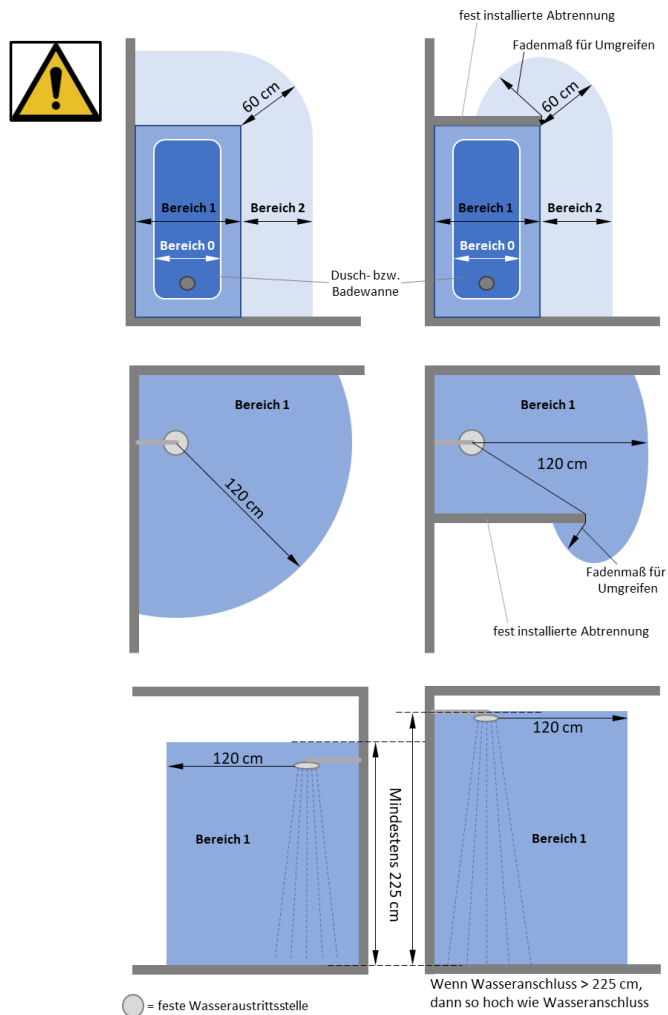 fest installierte Abtrennung
Fadenmaß für Umgreifen
60 cm
60 cm
Bereich 1
Bereich 2
Bereich 0
Bereich 1
Bereich 2
Bereich 0
Dusch- bzw.
Badewanne
Bereich 1
120 cm
Bereich 1
120 cm
Fadenmaß für
Umgreifen
fest installierte Abtrennung
120 cm
Bereich 1
Mindestens 225 cm
120 cm
Bereich 1
= feste Wasseraustrittsstelle
Wenn Wasseranschluss > 225 cm,
dann so hoch wie Wasseranschluss